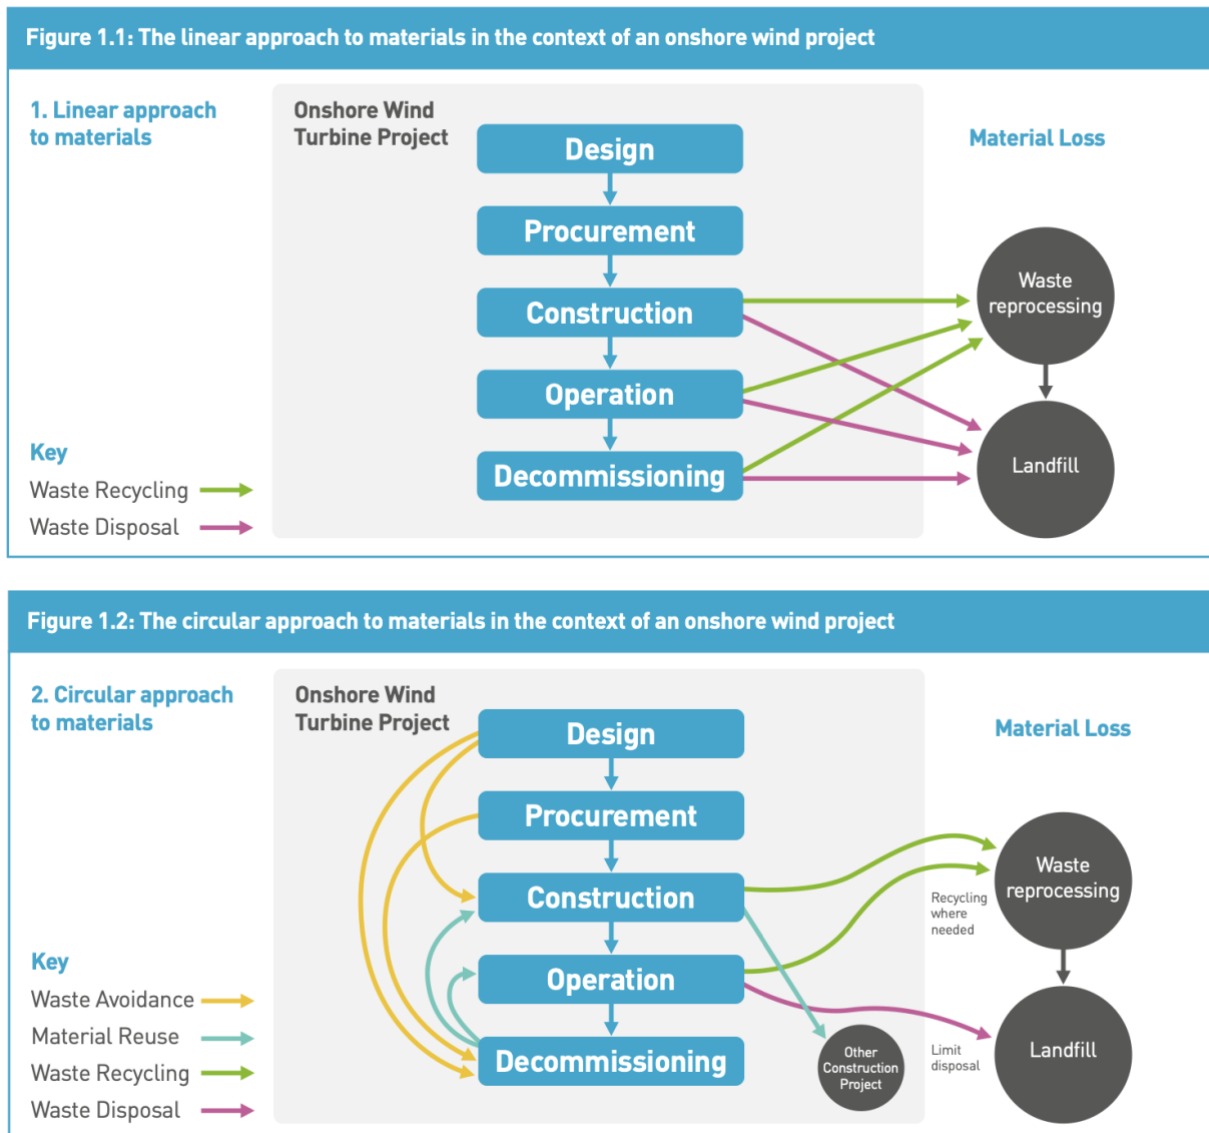 Figure 1.1: The linear approach to materials in the context of an onshore wind project
1. Linear approach
to materials
Onshore Wind
Turbine Project
Design
Procurement
Construction
Operation
Decommissioning
Material Loss
Waste
reprocessing
Landfill
Key
Waste Recycling
Waste Disposal
Figure 1.2: The circular approach to materials in the context of an onshore wind project
2. Circular approach
to materials
Onshore Wind
Turbine Project
Design
Procurement
Construction
Operation
Decommissioning
Material Loss
Waste
reprocessing
Recycling
where
needed
Landfill
Limit
disposal
Other
Construction
Project
Key
Waste Avoidance
Material Reuse
Waste Recycling
Waste Disposal